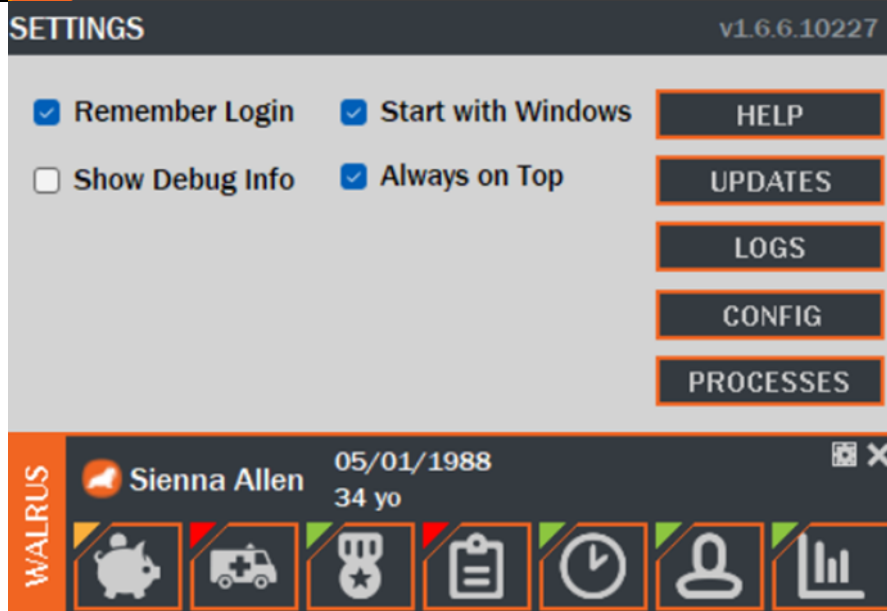 SETTINGS v1.6.6.10227
Remember Login Start with Windows HELP
Show Debug Info Always on Top UPDATES
LOGS
CONFIG
PROCESSES
WALRUS
Sienna Allen 05/01/1988
34 yo